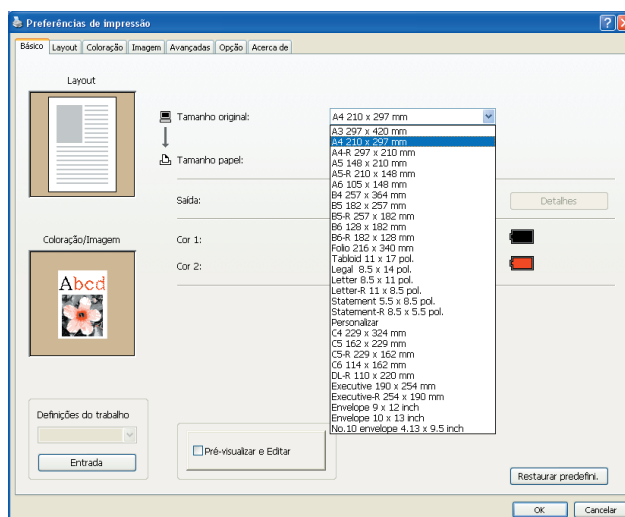 Preferências de impressão
Básico Layout Coloração Imagem Avançadas Opção Acerca de
Layout
Tamanho original:
A4 210 x 297 mm
A3 297 x 420 mm
A4 210 x 297 mm
A4-R 297 x 210 mm
A5 148 x 210 mm
A5-R 210 x 148 mm
A6 105 x 148 mm
B4 257 x 364 mm
B5 182 x 257 mm
B5-R 257 x 182 mm
B6 128 x 182 mm
B6-R 182 x 128 mm
Folio 216 x 340 mm
Tabloid 11 x 17 pol.
Legal 8.5 x 14 pol.
Letter 8.5 x 11 pol.
Letter-R 11 x 8.5 pol.
Statement 5.5 x 8.5 pol.
Statement-R 8.5 x 5.5 pol.
Personalizar
C4 229 x 324 mm
C5 162 x 229 mm
C5-R 229 x 162 mm
C6 114 x 162 mm
DL-R 110 x 220 mm
Executive 190 x 254 mm
Executive-R 254 x 190 mm
Envelope 9 x 12 inch
Envelope 10 x 13 inch
No.10 envelope 4.13 x 9.5 inch
Tamanho papel:
Saída:
Detalhes
Coloração/Imagem
Cor 1:
Cor 2:
Abcd
Definições do trabalho
Entrada
Pré-visualizar e Editar
Restaurar predefini.
OK Cancelar